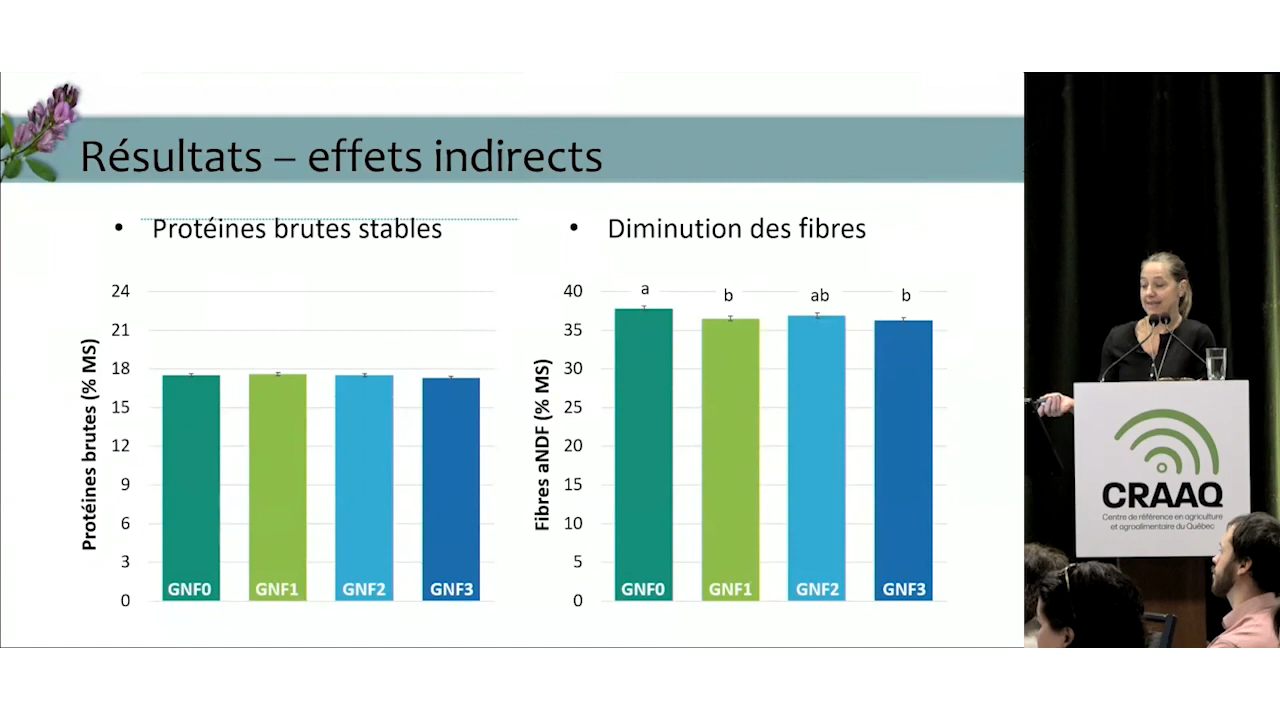 Résultats – effets indirects
• Protéines brutes stables
Protéines brutes (% MS)
24
21
18
15
12
9
6
3
0
GNF0 GNF1 GNF2 GNF3
• Diminution des fibres
Fibres aNDF (% MS)
40
35
30
25
20
15
10
5
0
a b ab b
GNF0 GNF1 GNF2 GNF3
CRAAQ
Centre de référence en agriculture
et agroalimentaire du Québec